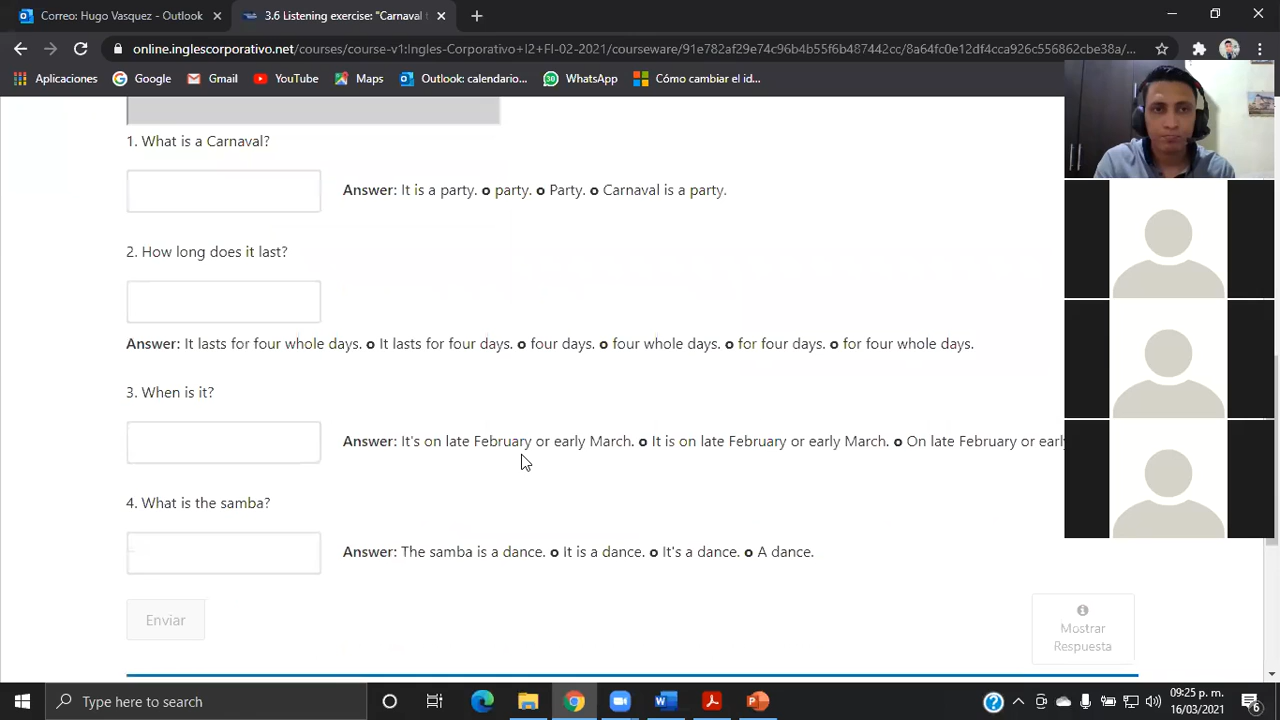 Correo: Hugo Vasquez - Outlook
3.6 Listening exercise: "Carnaval
online.inglescorporativo.net/courses/course-v1:Ingles-Corporativo+I2+FI-02-2021/courseware/91e782af29e74c96b4b55f6b487442cc/8a64fc0e12df4cca926c556862cbe38a/...
Aplicaciones Google Gmail YouTube Maps Outlook: calendario... WhatsApp Cómo cambiar el id...
1. What is a Carnaval?
Answer: It is a party. o party. o Party. o Carnaval is a party.
2. How long does it last?
Answer: It lasts for four whole days. o It lasts for four days. o four days. o four whole days. o for four days. o for four whole days.
3. When is it?
Answer: It's on late February or early March. o It is on late February or early March. o On late February or early
4. What is the samba?
Answer: The samba is a dance. o It is a dance. o It's a dance. o A dance.
Enviar
Mostrar
Respuesta
Type here to search
09:25 p. m.
16/03/2021
6